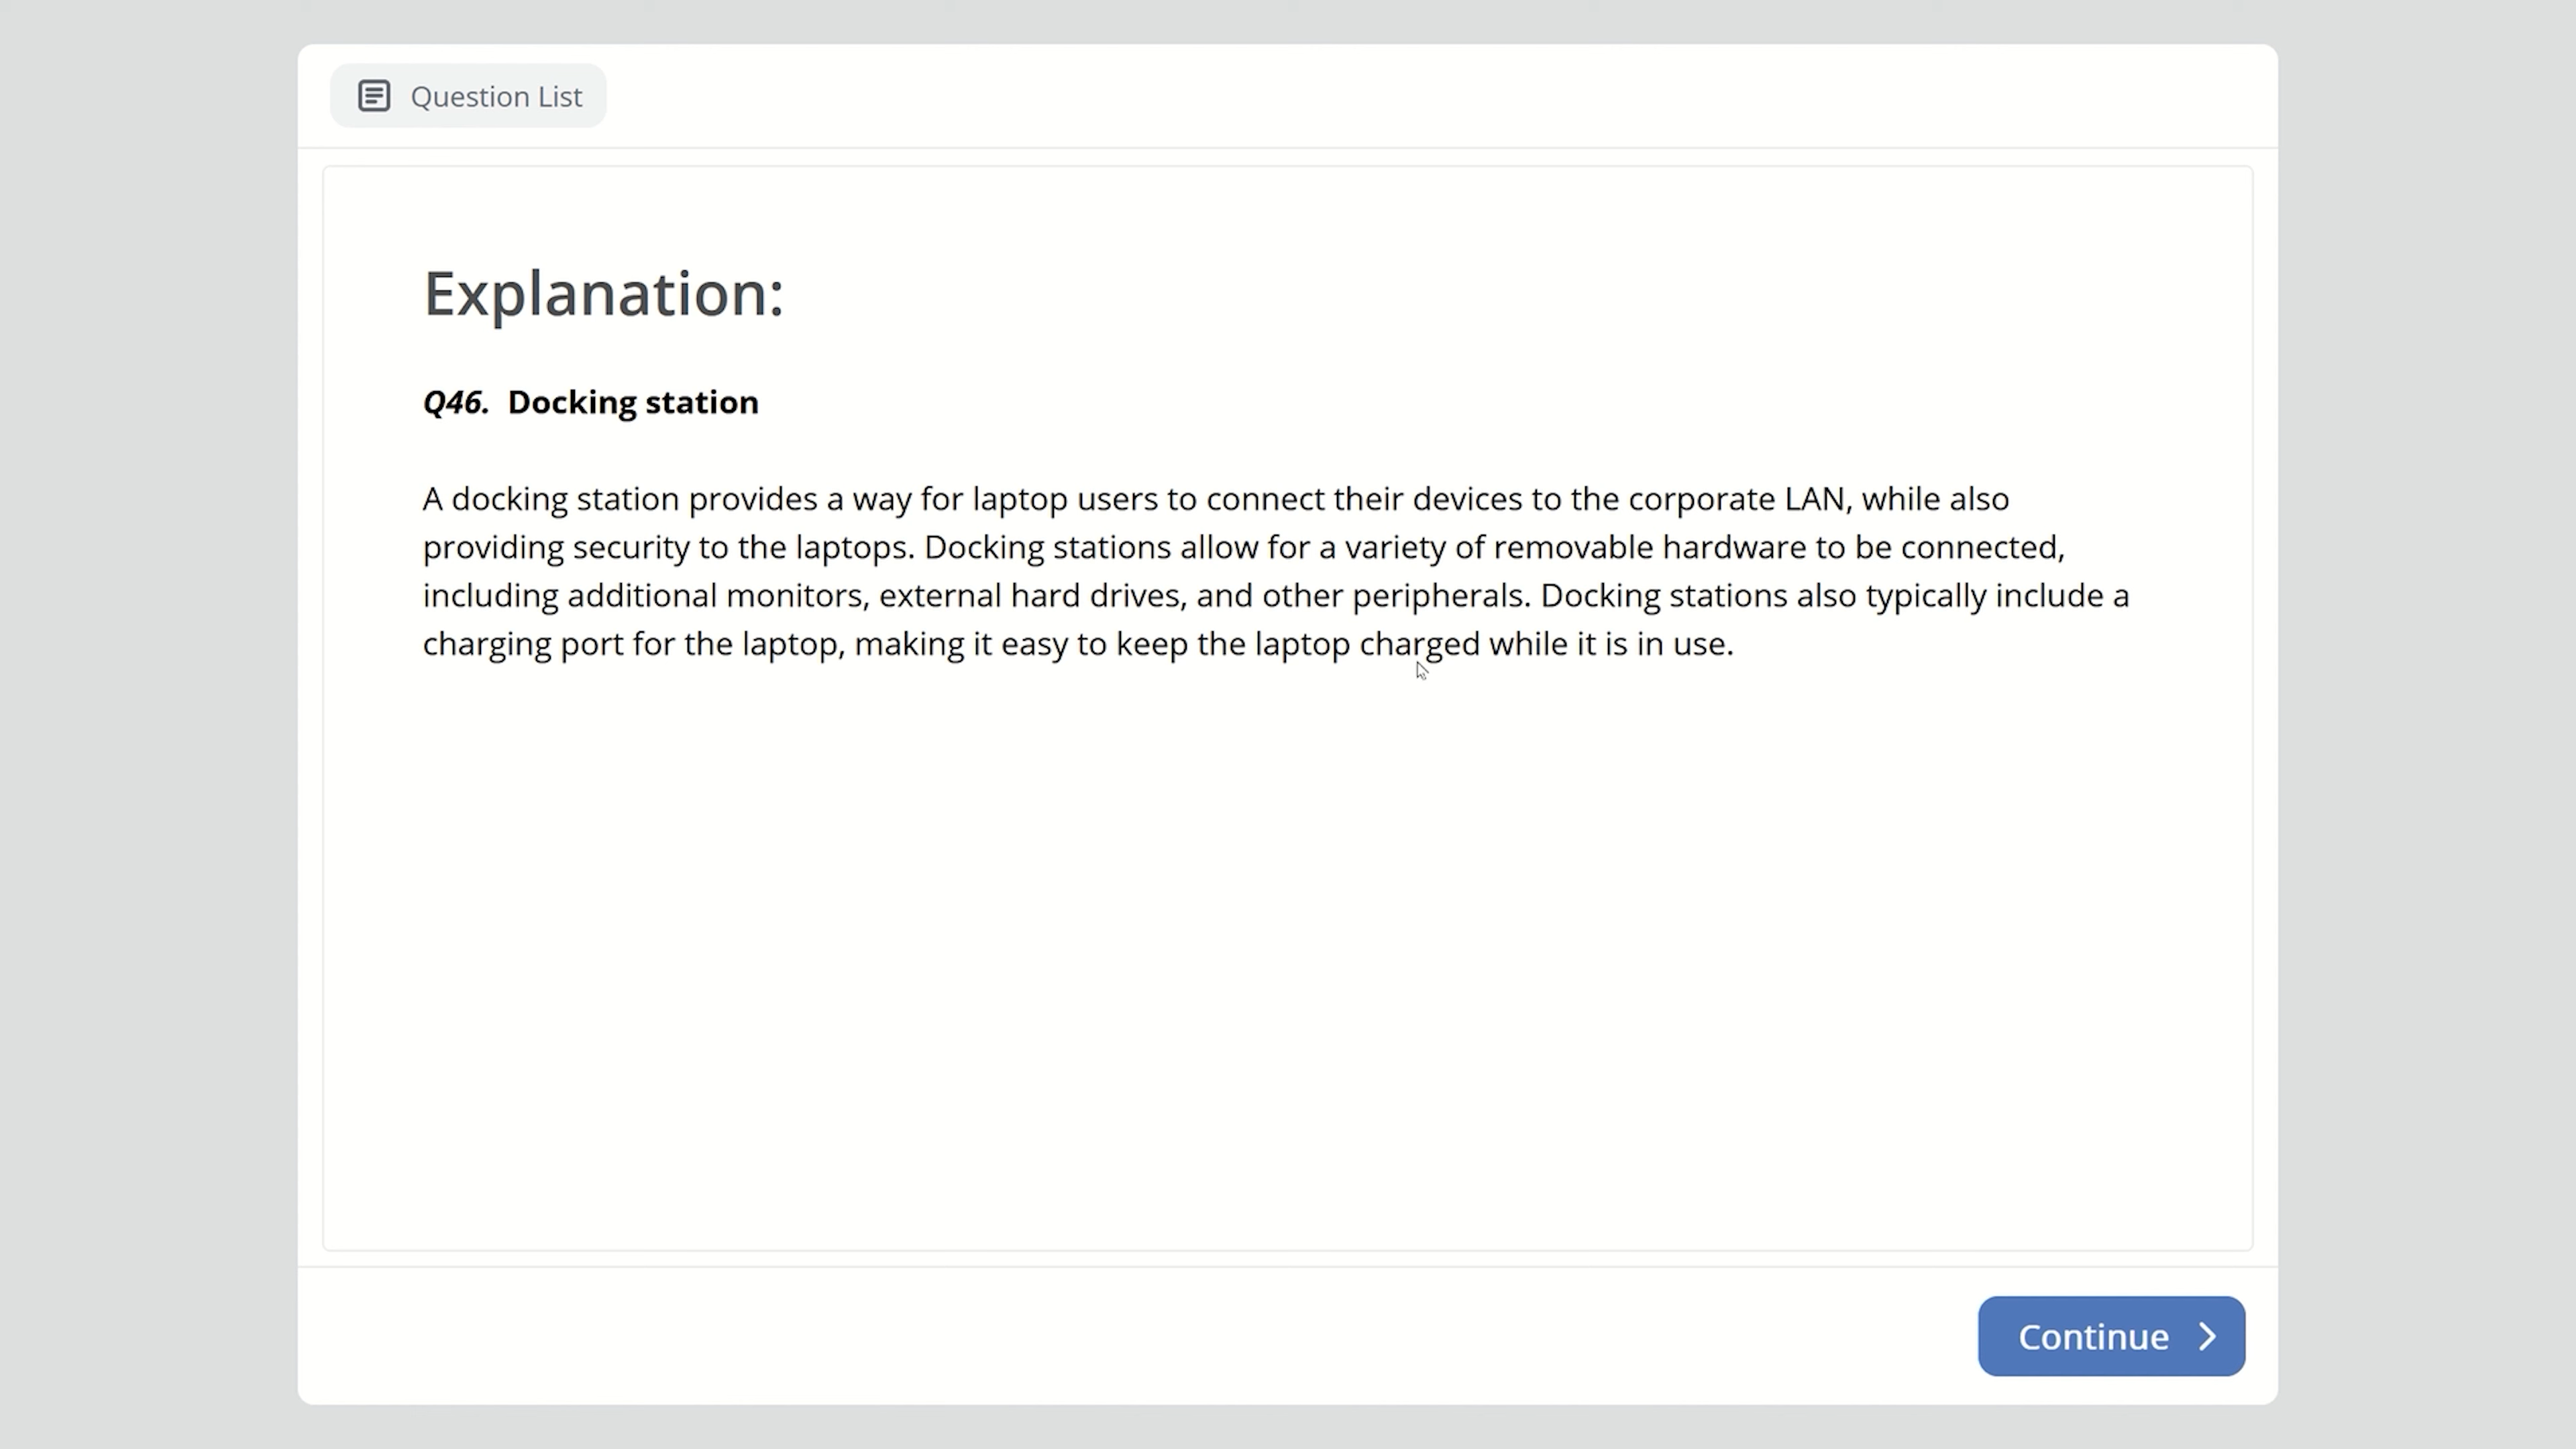 Question List
Explanation:
Q46. Docking station
A docking station provides a way for laptop users to connect their devices to the corporate LAN, while also
providing security to the laptops. Docking stations allow for a variety of removable hardware to be connected,
including additional monitors, external hard drives, and other peripherals. Docking stations also typically include a
charging port for the laptop, making it easy to keep the laptop charged while it is in use.
Continue